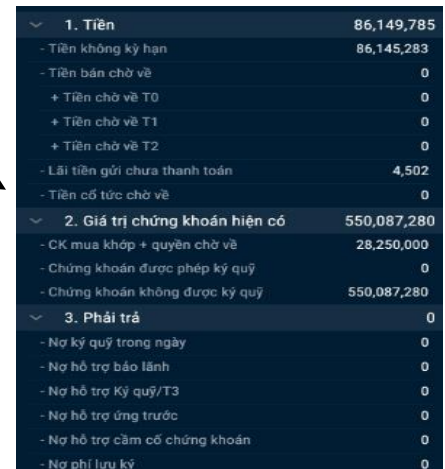 1. Tiền 86,149,785
- Tiền không kỳ hạn 86,145,283
- Tiền bán chờ về 0
+ Tiền chờ về T0 0
+ Tiền chờ về T1 0
+ Tiền chờ về T2 0
- Lãi tiền gửi chưa thanh toán 4,502
- Tiền cổ tức chờ về 0
2. Giá trị chứng khoán hiện có 550,087,280
- CK mua khớp + quyền chờ về 28,250,000
- Chứng khoán được phép ký quỹ 0
- Chứng khoán không được ký quỹ 550,087,280
3. Phải trả 0
- Nợ ký quỹ trong ngày 0
- Nợ hỗ trợ bảo lãnh 0
- Nợ hỗ trợ Ký quỹ/T3 0
- Nợ hỗ trợ ứng trước 0
- Nợ hỗ trợ cầm cố chứng khoán 0
- Nợ phí lưu ký 0